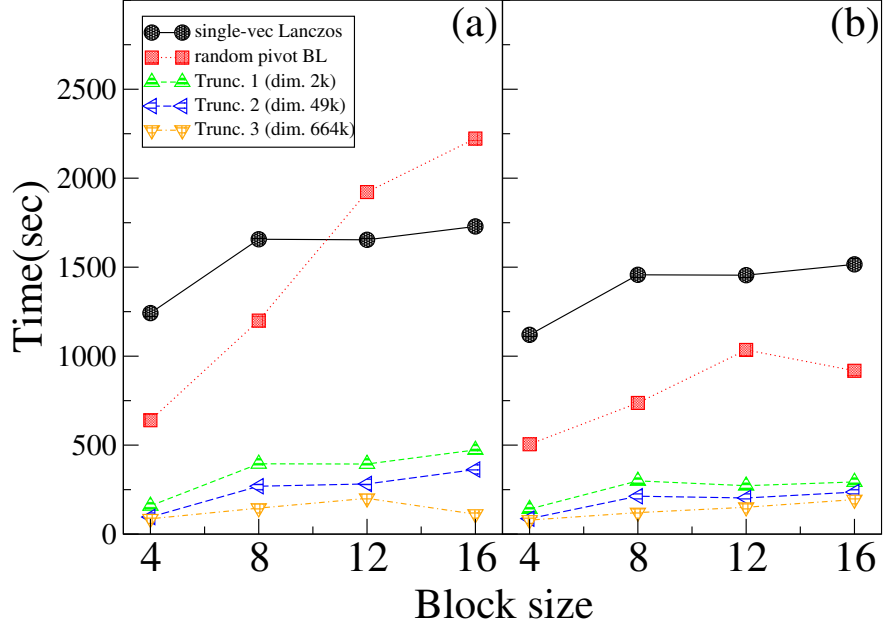 (a)
(b)
single-vec Lanczos
random pivot BL
Trunc. 1 (dim. 2k)
Trunc. 2 (dim. 49k)
Trunc. 3 (dim. 664k)
2500
2000
1500
1000
500
0
Time(sec)
4 8 12 16 4 8 12 16
Block size